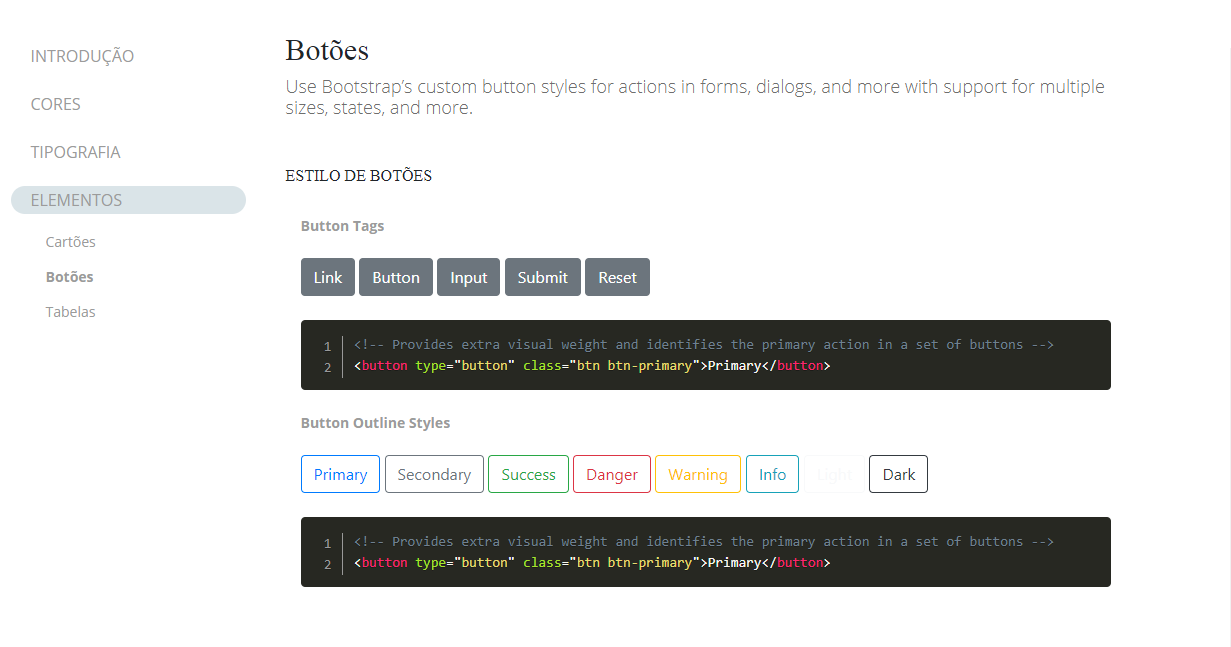 INTRODUÇÃO
CORES
TIPOGRAFIA
ELEMENTOS
Cartões
Botões
Tabelas
Botões
Use Bootstrap’s custom button styles for actions in forms, dialogs, and more with support for multiple
sizes, states, and more.
ESTILO DE BOTÕES
Button Tags
Link Button Input Submit Reset
1 <!-- Provides extra visual weight and identifies the primary action in a set of buttons -->
2 <button type="button" class="btn btn-primary">Primary</button>
Button Outline Styles
Primary Secondary Success Danger Warning Info Light Dark
1 <!-- Provides extra visual weight and identifies the primary action in a set of buttons -->
2 <button type="button" class="btn btn-primary">Primary</button>